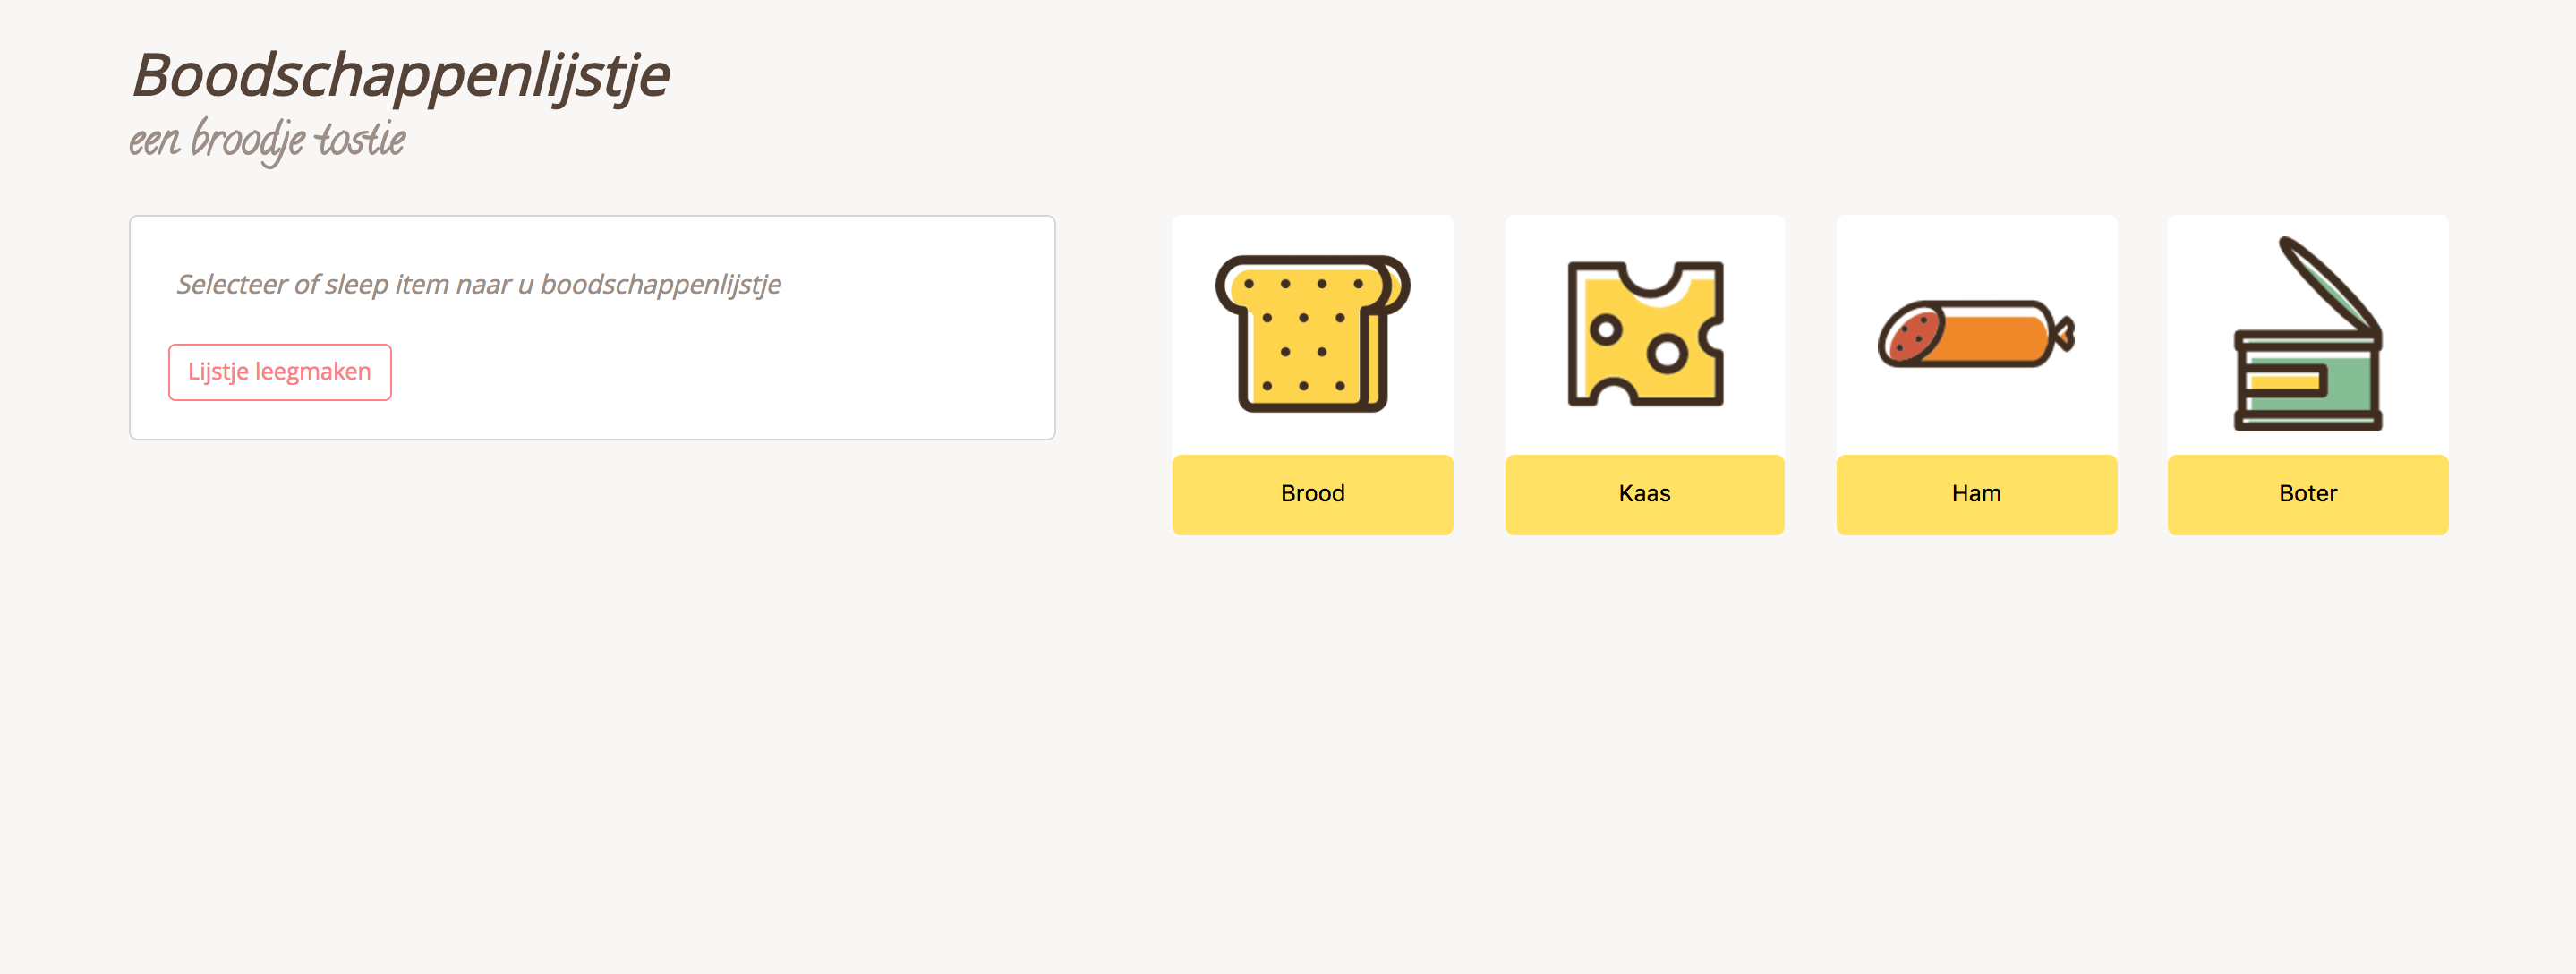 Boodschappenlijstje
een broodje tostie
Selecteer of sleep item naar u boodschappenlijstje
Lijstje leegmaken
Brood
Kaas
Ham
Boter